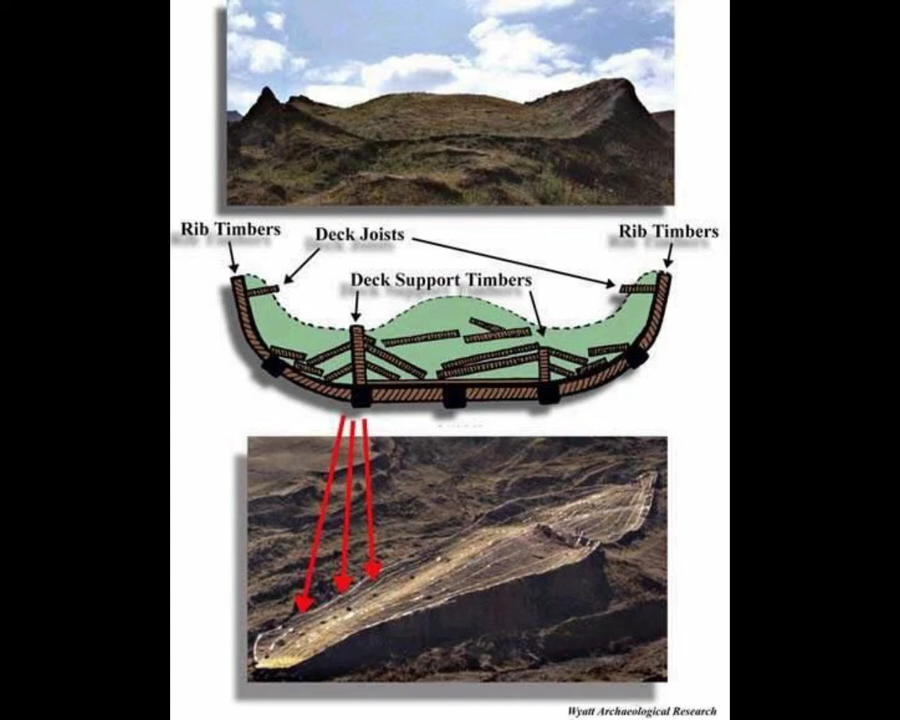 Rib Timbers
Deck Joists
Rib Timbers
Deck Support Timbers
Wyatt Archaeological Research